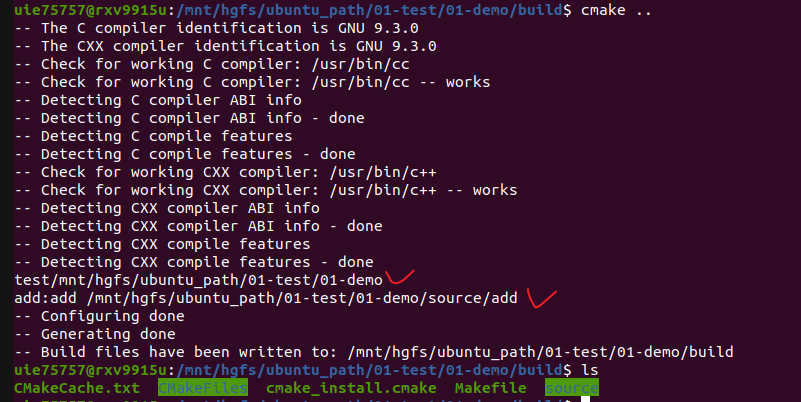 uie75757@rxv9915u:/mnt/hgfs/ubuntu_path/01-test/01-demo/build$ cmake ..
-- The C compiler identification is GNU 9.3.0
-- The CXX compiler identification is GNU 9.3.0
-- Check for working C compiler: /usr/bin/cc
-- Check for working C compiler: /usr/bin/cc -- works
-- Detecting C compiler ABI info
-- Detecting C compiler ABI info - done
-- Detecting C compile features
-- Detecting C compile features - done
-- Check for working CXX compiler: /usr/bin/c++
-- Check for working CXX compiler: /usr/bin/c++ -- works
-- Detecting CXX compiler ABI info
-- Detecting CXX compiler ABI info - done
-- Detecting CXX compile features
-- Detecting CXX compile features - done
test/mnt/hgfs/ubuntu_path/01-test/01-demo
add:add /mnt/hgfs/ubuntu_path/01-test/01-demo/source/add
-- Configuring done
-- Generating done
-- Build files have been written to: /mnt/hgfs/ubuntu_path/01-test/01-demo/build
uie75757@rxv9915u:/mnt/hgfs/ubuntu_path/01-test/01-demo/build$ ls
CMakeCache.txt CMakeFiles cmake_install.cmake Makefile source